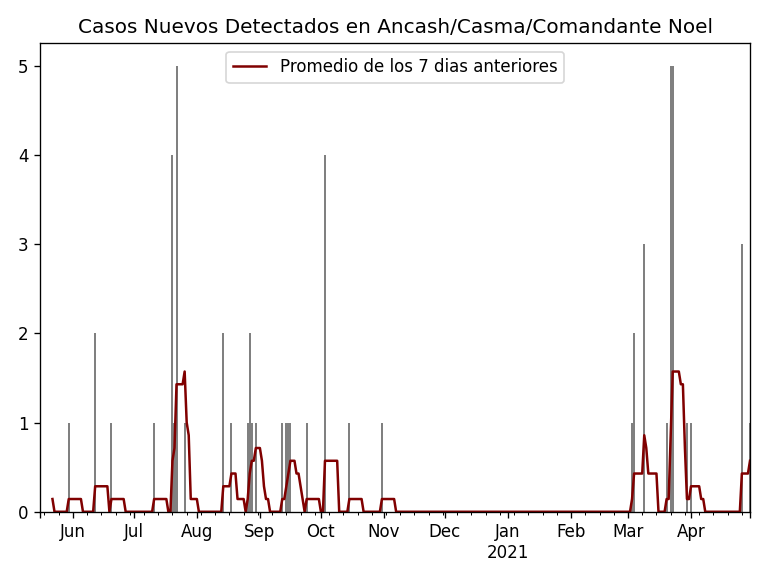 Casos Nuevos Detectados en Ancash/Casma/Comandante Noel
Promedio de los 7 dias anteriores
5
4
3
2
1
0
Jun Jul Aug Sep Oct Nov Dec Jan Feb Mar Apr
2021